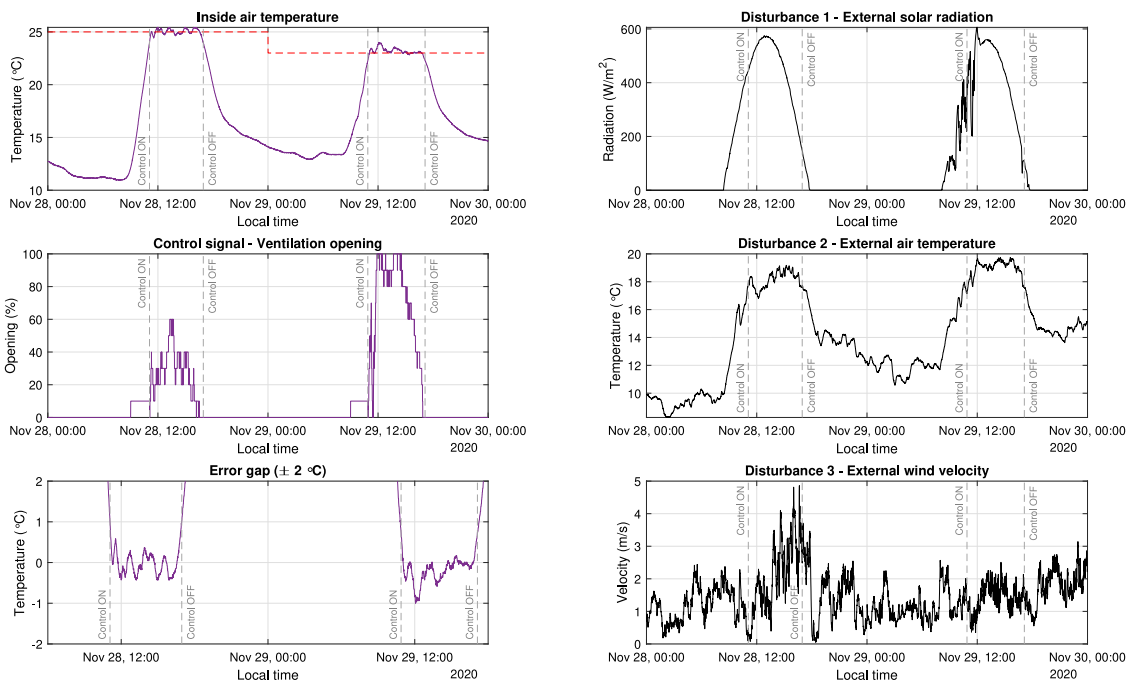 Inside air temperature
Temperature (°C)
25
20
15
10
Control ON
Control OFF
Control ON
Control OFF
Nov 28, 00:00
Nov 28, 12:00
Nov 29, 00:00
Nov 29, 12:00
Nov 30, 00:00
Local time
2020
Disturbance 1 - External solar radiation
Radiation (W/m²)
600
400
200
0
Control ON
Control OFF
Control ON
Control OFF
Nov 28, 00:00
Nov 28, 12:00
Nov 29, 00:00
Nov 29, 12:00
Nov 30, 00:00
Local time
2020
Control signal - Ventilation opening
Opening (%)
100
80
60
40
20
0
Control ON
Control OFF
Control ON
Control OFF
Nov 28, 00:00
Nov 28, 12:00
Nov 29, 00:00
Nov 29, 12:00
Nov 30, 00:00
Local time
2020
Disturbance 2 - External air temperature
Temperature (°C)
20
18
16
14
12
10
Control ON
Control OFF
Control ON
Control OFF
Nov 28, 00:00
Nov 28, 12:00
Nov 29, 00:00
Nov 29, 12:00
Nov 30, 00:00
Local time
2020
Error gap (± 2 °C)
Temperature (°C)
2
1
0
-1
-2
Control ON
Control OFF
Control ON
Control OFF
Nov 28, 12:00
Nov 29, 00:00
Nov 29, 12:00
Local time
2020
Disturbance 3 - External wind velocity
Velocity (m/s)
5
4
3
2
1
0
Control ON
Control OFF
Control ON
Control OFF
Nov 28, 00:00
Nov 28, 12:00
Nov 29, 00:00
Nov 29, 12:00
Nov 30, 00:00
Local time
2020